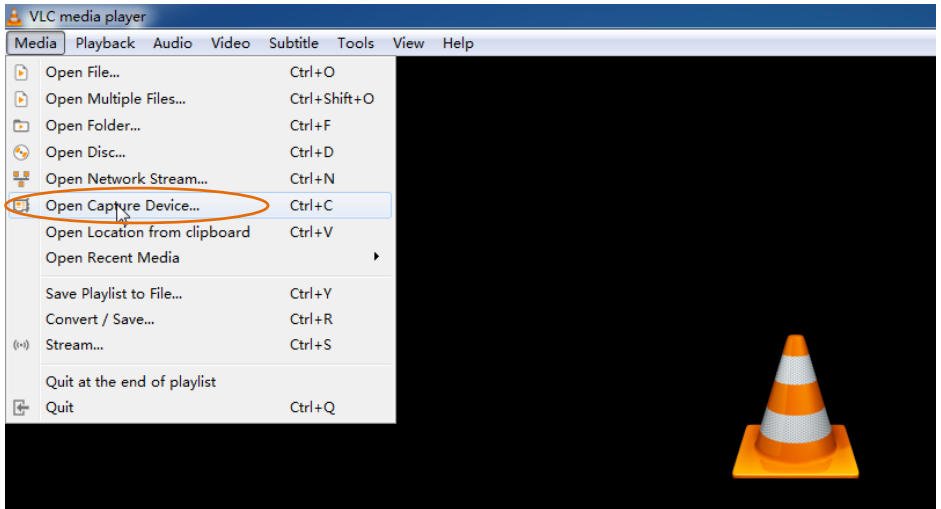 VLC media player
Media Playback Audio Video Subtitle Tools View Help
Open File... Ctrl+O
Open Multiple Files... Ctrl+Shift+O
Open Folder... Ctrl+F
Open Disc... Ctrl+D
Open Network Stream... Ctrl+N
Open Capture Device... Ctrl+C
Open Location from clipboard Ctrl+V
Open Recent Media
Save Playlist to File... Ctrl+Y
Convert / Save... Ctrl+R
Stream... Ctrl+S
Quit at the end of playlist
Quit Ctrl+Q